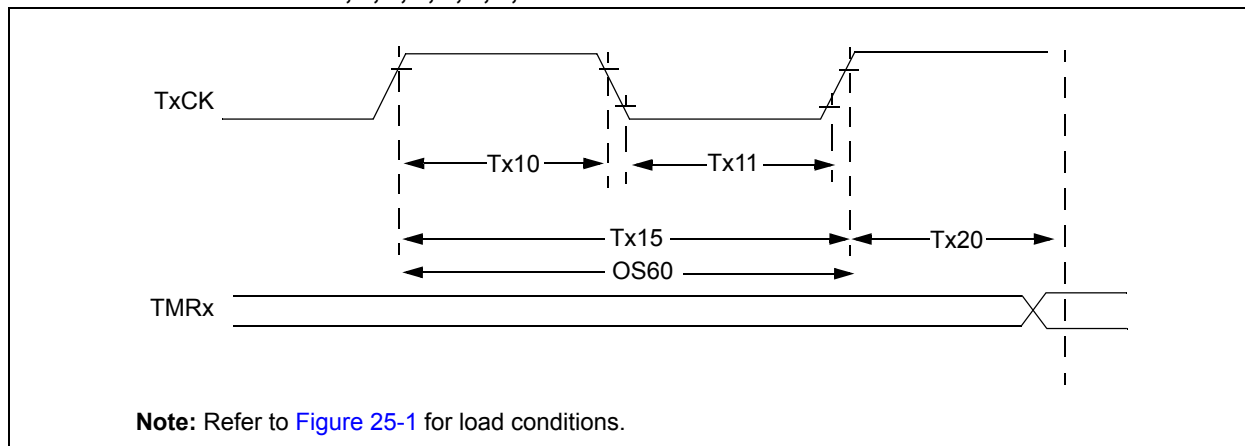 TxCK
Tx10
Tx11
Tx15
Tx20
OS60
TMRx
Note: Refer to Figure 25-1 for load conditions.